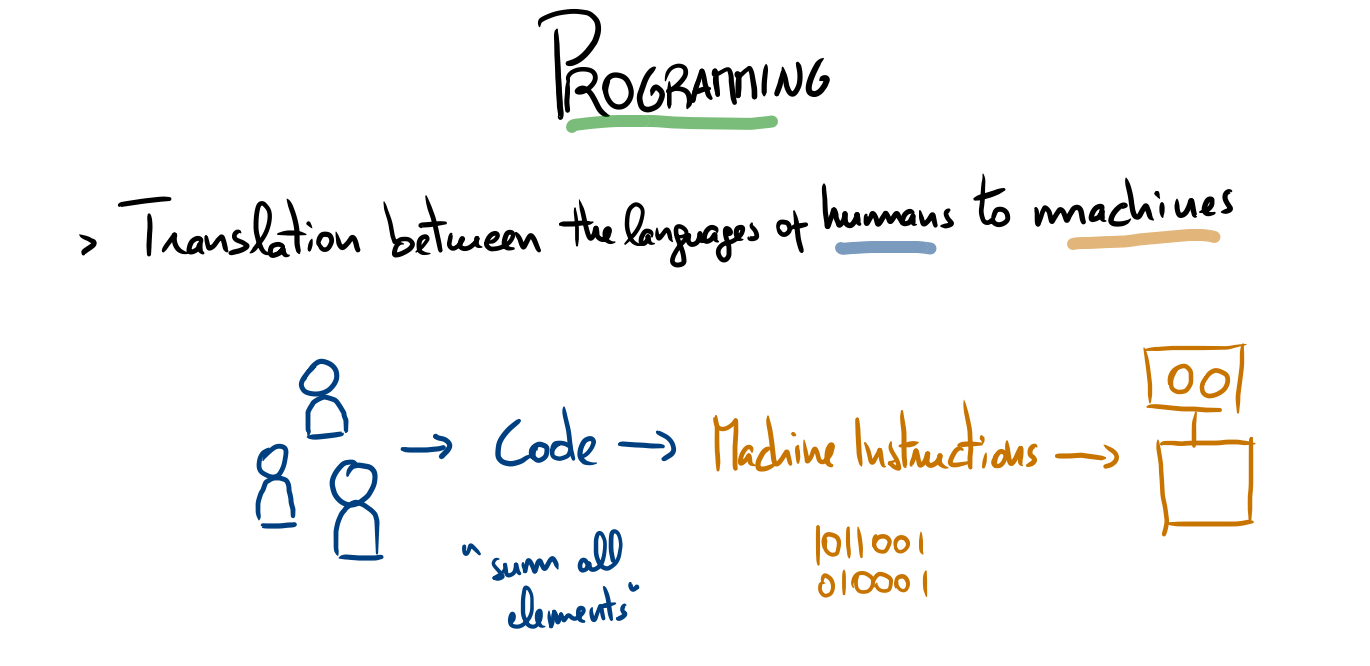 PROGRAMMING
> Translation between the languages of humans to machines
→ Code → Machine Instructions →
"sum all
elements"
1011001
010001